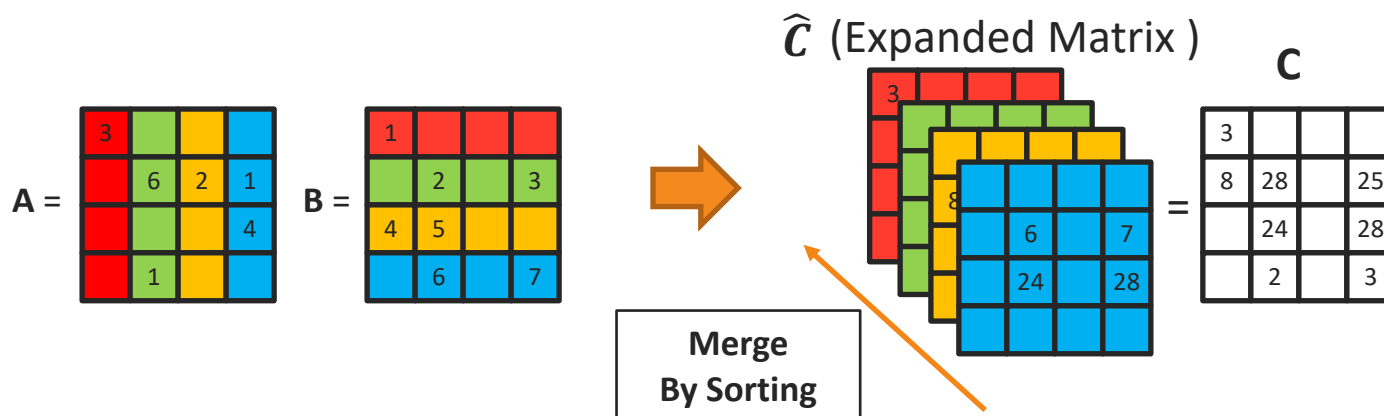 Ĉ (Expanded Matrix )
C
A =
3
6 2 1
4
1
B =
1
2 3
4 5
6 7
3
8
6 7
24 28
=
3
8 28 25
24 28
2 3
Merge
By Sorting